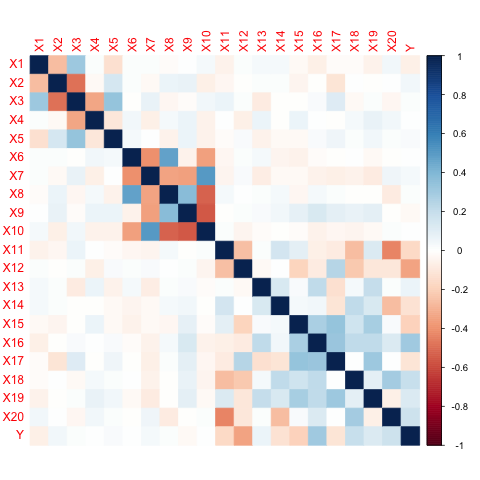 X1 X2 X3 X4 X5 X6 X7 X8 X9 X10 X11 X12 X13 X14 X15 X16 X17 X18 X19 X20 Y
X1
X2
X3
X4
X5
X6
X7
X8
X9
X10
X11
X12
X13
X14
X15
X16
X17
X18
X19
X20
Y
1
0.8
0.6
0.4
0.2
0
-0.2
-0.4
-0.6
-0.8
-1